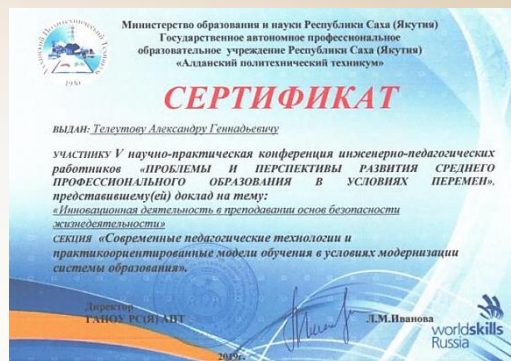 Министерство образования и науки Республики Саха (Якутия)
Государственное автономное профессиональное
образовательное учреждение Республики Саха (Якутия)
«Алданский политехнический техникум»
СЕРТИФИКАТ
ВЫДАН: Телеутову Александру Геннадьевичу
УЧАСТНИКУ V научно-практическая конференция инженерно-педагогических
работников «ПРОБЛЕМЫ И ПЕРСПЕКТИВЫ РАЗВИТИЯ СРЕДНЕГО
ПРОФЕССИОНАЛЬНОГО ОБРАЗОВАНИЯ В УСЛОВИЯХ ПЕРЕМЕН»,
представившему(ей) доклад на тему:
«Инновационная деятельность в преподавании основ безопасности
жизнедеятельности»
СЕКЦИЯ «Современные педагогические технологии и
практикоориентированные модели обучения в условиях модернизации
системы образования».
Директор
ГАПОУ РС(Я) АПТ
Л.М.Иванова
2019г.
worldskills
Russia